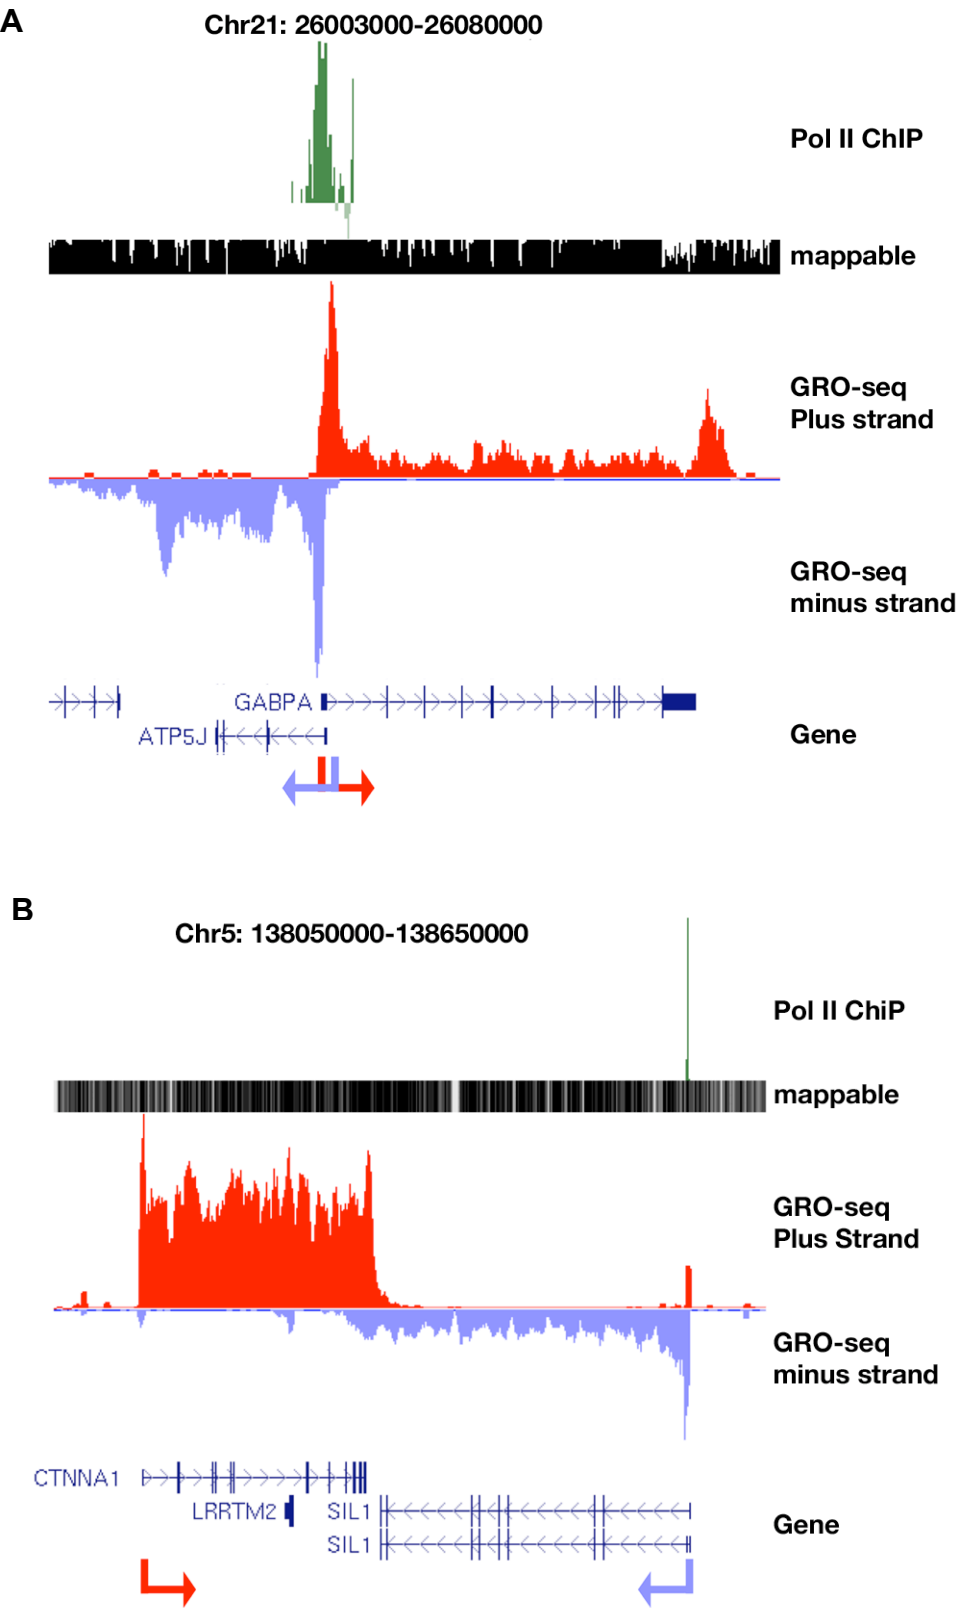 A
Chr21: 26003000-26080000
Pol II ChIP
mappable
GRO-seq
Plus strand
GRO-seq
minus strand
GABPA
ATP5J
Gene
B
Chr5: 138050000-138650000
Pol II ChiP
mappable
GRO-seq
Plus Strand
GRO-seq
minus strand
CTNNA1
LRRTM2
SIL1
SIL1
Gene